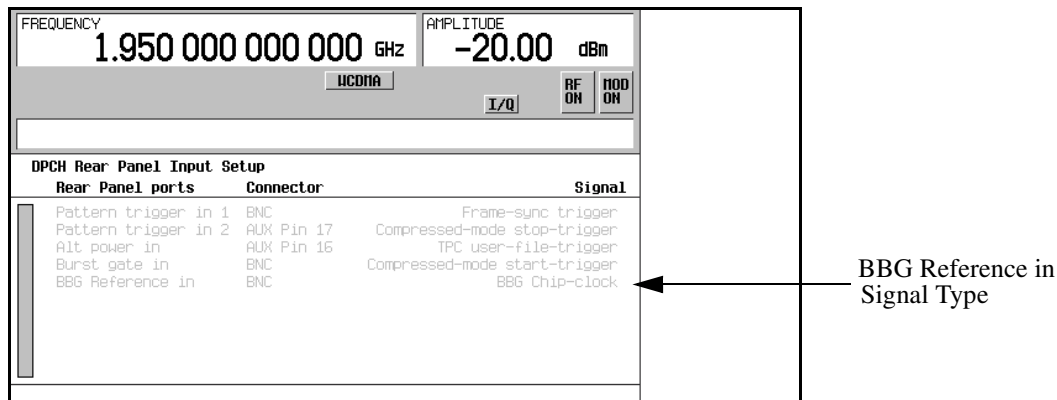 FREQUENCY
1.950 000 000 000 GHz
AMPLITUDE
-20.00 dBm
WCDMA
I/Q
RF ON
MOD ON
DPCH Rear Panel Input Setup
Rear Panel ports Connector Signal
Pattern trigger in 1 BNC Frame-sync trigger
Pattern trigger in 2 AUX Pin 17 Compressed-mode stop-trigger
Alt power in AUX Pin 16 TPC user-file-trigger
Burst gate in BNC Compressed-mode start-trigger
BBG Reference in BNC BBG Chip-clock
BBG Reference in
Signal Type